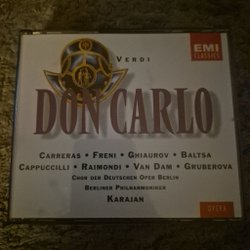 EMI
CLASSICS
VERDI
DON CARLO
CARRERAS · FRENI · GHIAUROV · BALTSA
CAPPUCCILLI · RAIMONDI · VAN DAM · GRUBEROVA
CHOR DER DEUTSCHEN OPER BERLIN
BERLINER PHILHARMONIKER
KARAJAN
OPERA